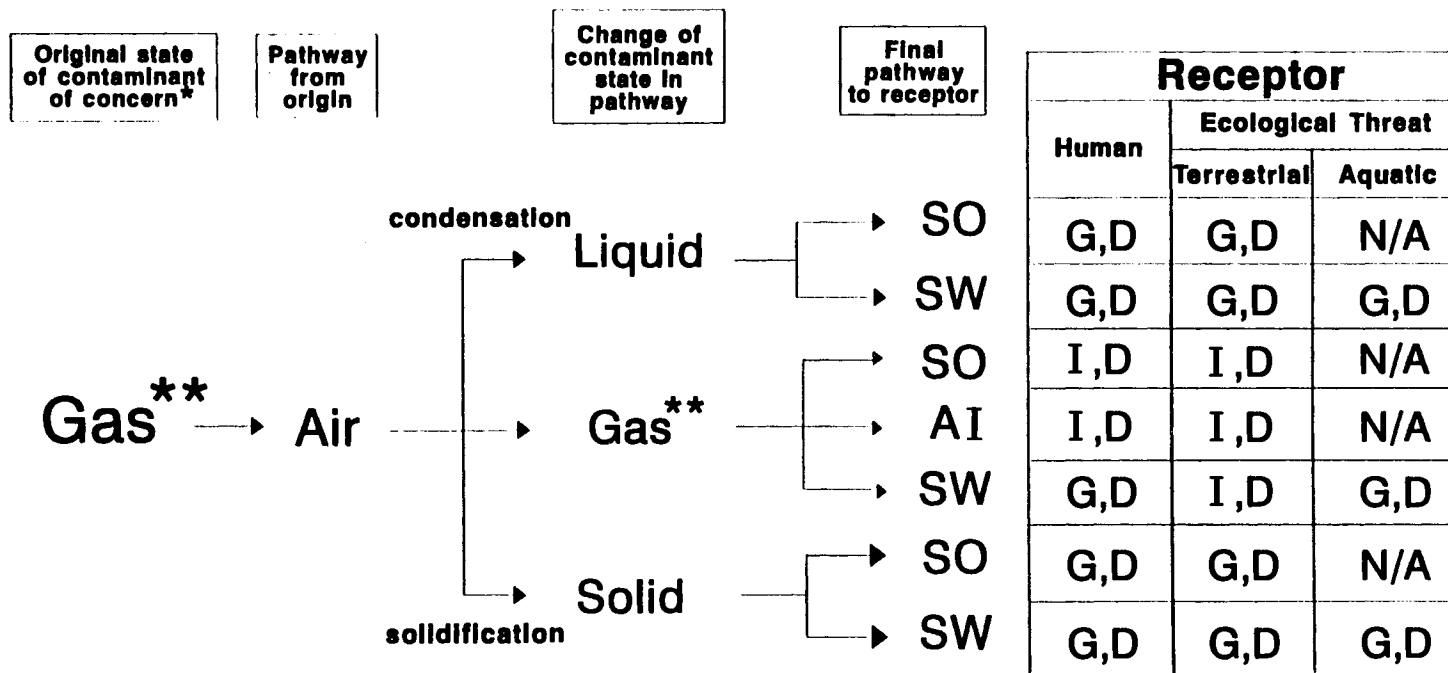 Original state
of contaminant
of concern*
Pathway
from
origin
Change of
contaminant
state in
pathway
Final
pathway
to receptor
Receptor
Human
Ecological Threat
Terrestrial
Aquatic
condensation
Liquid
SO
G,D G,D N/A
SW
G,D G,D G,D
Gas**
Air
Gas**
SO
I,D I,D N/A
AI
I,D I,D N/A
SW
G,D I,D G,D
solidification
Solid
SO
G,D G,D N/A
SW
G,D G,D G,D